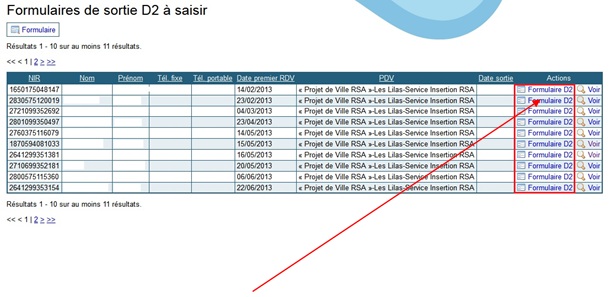 Formulaires de sortie D2 à saisir
Formulaire
Résultats 1 - 10 sur au moins 11 résultats.
<< < 1 | 2 > >>
NIR Nom Prénom Tél. fixe Tél. portable Date premier RDV PDV Date sortie Actions
1650175048147 14/02/2013 « Projet de Ville RSA »-Les Lilas-Service Insertion RSA Formulaire D2 Voir
2830575120019 23/02/2013 « Projet de Ville RSA »-Les Lilas-Service Insertion RSA Formulaire D2 Voir
2721099352692 04/03/2013 « Projet de Ville RSA »-Les Lilas-Service Insertion RSA Formulaire D2 Voir
2801099350497 23/04/2013 « Projet de Ville RSA »-Les Lilas-Service Insertion RSA Formulaire D2 Voir
2760375116079 14/05/2013 « Projet de Ville RSA »-Les Lilas-Service Insertion RSA Formulaire D2 Voir
1870594081033 15/05/2013 « Projet de Ville RSA »-Les Lilas-Service Insertion RSA Formulaire D2 Voir
2641299351381 16/05/2013 « Projet de Ville RSA »-Les Lilas-Service Insertion RSA Formulaire D2 Voir
2710699352181 20/05/2013 « Projet de Ville RSA »-Les Lilas-Service Insertion RSA Formulaire D2 Voir
2800575115360 06/06/2013 « Projet de Ville RSA »-Les Lilas-Service Insertion RSA Formulaire D2 Voir
2641299353154 22/06/2013 « Projet de Ville RSA »-Les Lilas-Service Insertion RSA Formulaire D2 Voir
Résultats 1 - 10 sur au moins 11 résultats.
<< < 1 | 2 > >>